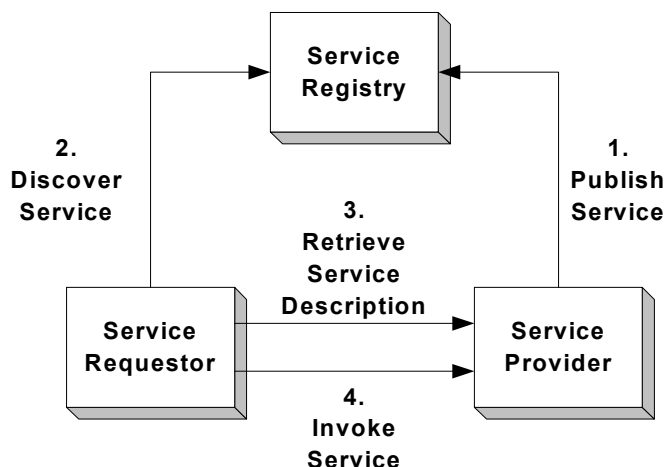 Service
Registry
2.
Discover
Service
1.
Publish
Service
3.
Retrieve
Service
Description
Service
Requestor
Service
Provider
4.
Invoke
Service